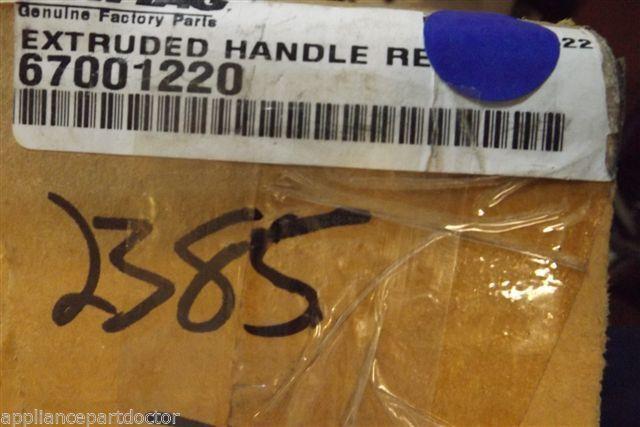 Genuine Factory Parts
EXTRUDED HANDLE RE 22
67001220
2385
appliancepartdoctor